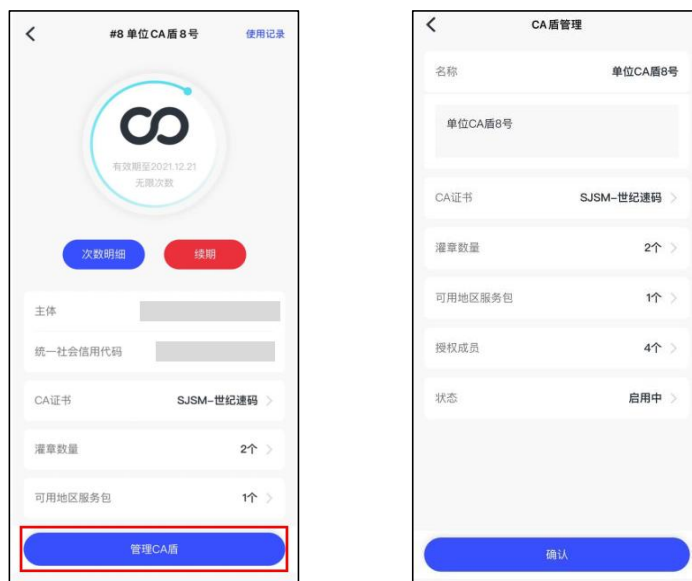 #8 单位CA盾8号
使用记录
有效期至2021.12.21
无限次数
次数明细
续期
主体
统一社会信用代码
CA证书
SJSM-世纪速码
灌章数量
2个
可用地区服务包
1个
管理CA盾
CA盾管理
名称
单位CA盾8号
单位CA盾8号
CA证书
SJSM-世纪速码
灌章数量
2个
可用地区服务包
1个
授权成员
4个
状态
启用中
确认